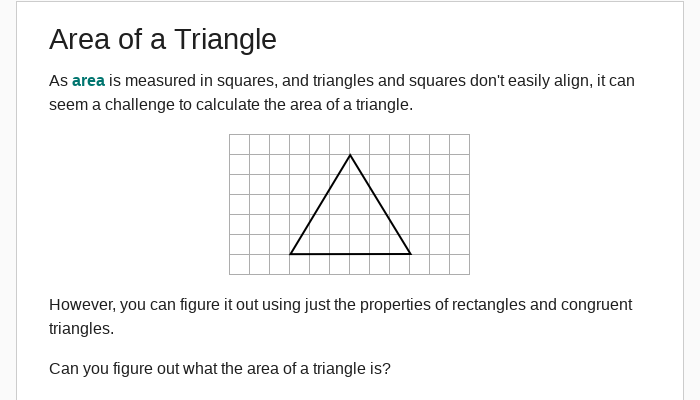 Area of a Triangle
As area is measured in squares, and triangles and squares don't easily align, it can
seem a challenge to calculate the area of a triangle.
However, you can figure it out using just the properties of rectangles and congruent
triangles.
Can you figure out what the area of a triangle is?